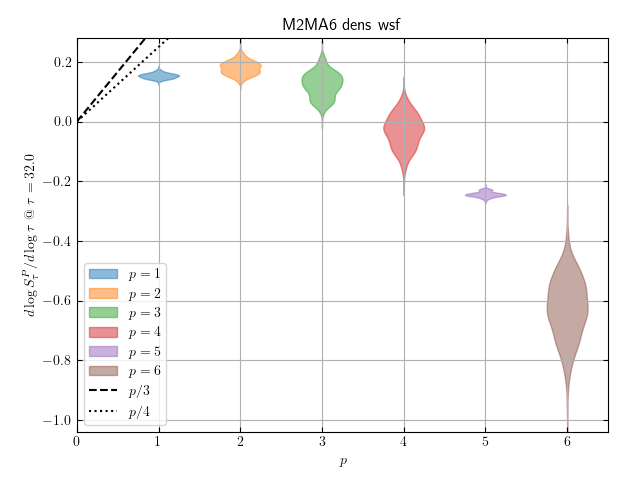 M2MA6 dens wsf
d log S_τ^p / d log τ @ τ = 32.0
0.2
0.0
−0.2
−0.4
−0.6
−0.8
−1.0
p = 1
p = 2
p = 3
p = 4
p = 5
p = 6
p/3
p/4
0 1 2 3 4 5 6
p